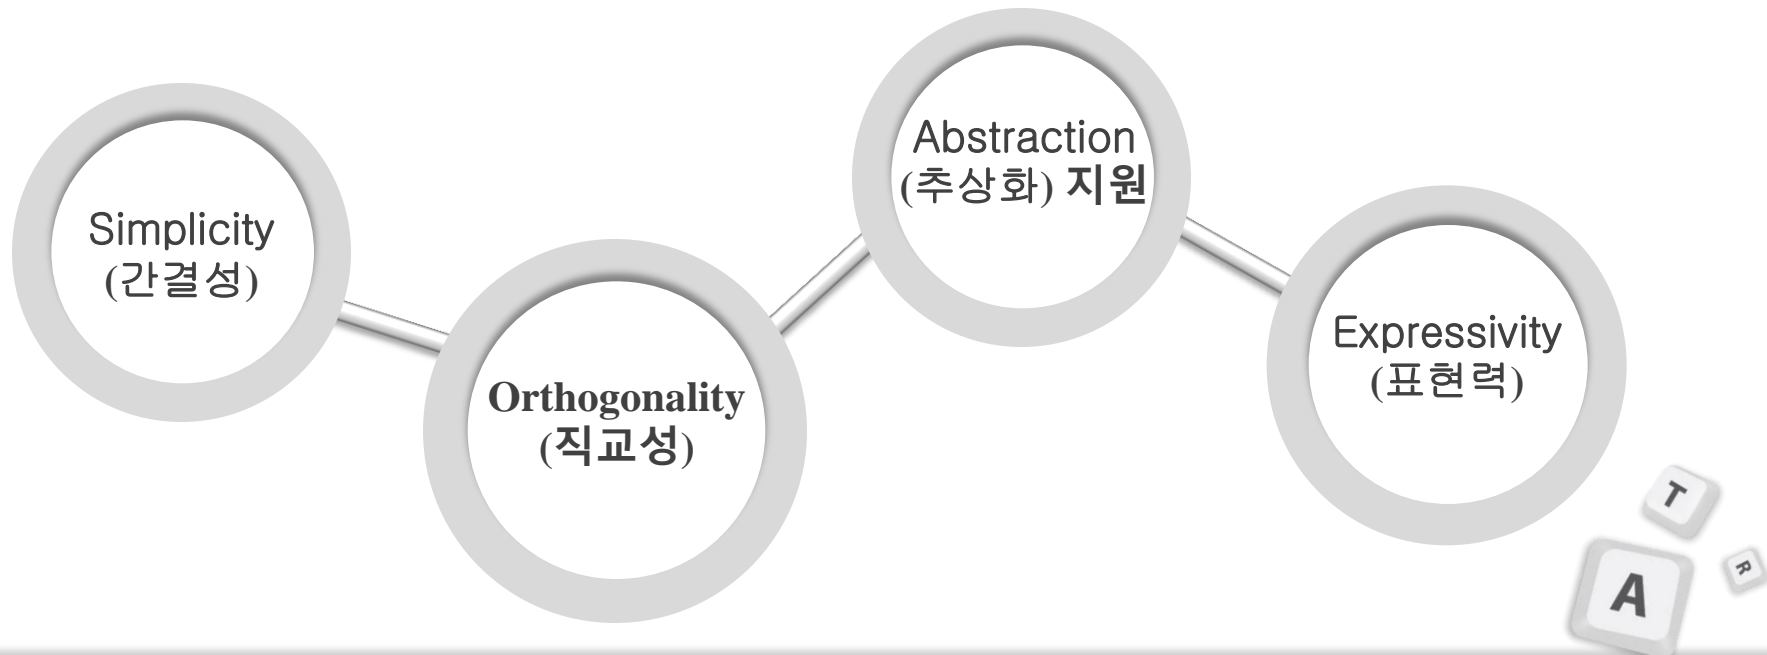 Simplicity
(간결성)
Orthogonality
(직교성)
Abstraction
(추상화) 지원
Expressivity
(표현력)
T
A
R